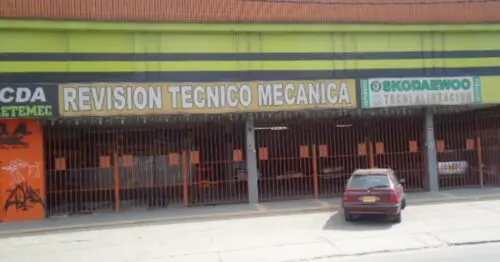 CDA
ETEMEC
REVISION TECNICO MECANICA
SKODAEWOO